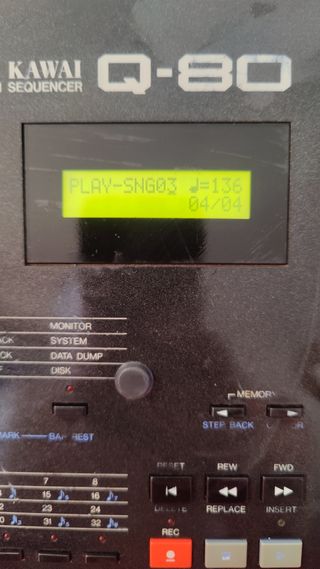 KAWAI Q-80
SEQUENCER
PLAY-SNG03 ♩=136
04/04
MONITOR
SYSTEM
DATA DUMP
DISK
MEMORY
STEP BACK
REST
RESET REW FWD
DELETE REPLACE INSERT
REC
7 8
15 16
23 24
31 32